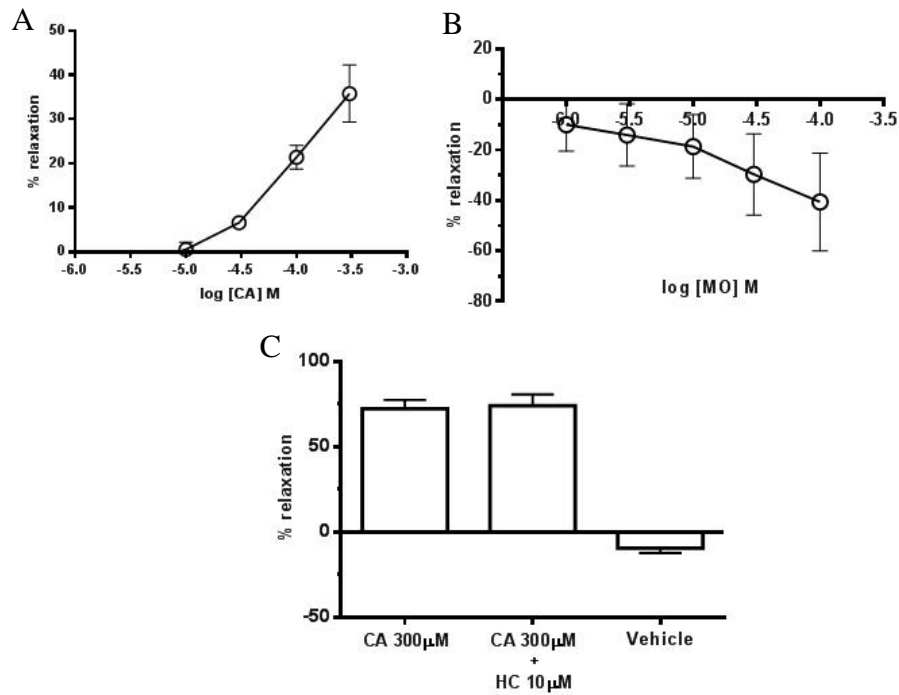 A
50
40
30
20
10
0
% relaxation
-6.0 -5.5 -5.0 -4.5 -4.0 -3.5 -3.0
log [CA] M
B
20
0
-20
-40
-60
-80
% relaxation
-6.0 -5.5 -5.0 -4.5 -4.0 -3.5
log [MO] M
C
100
50
0
-50
% relaxation
CA 300µM
CA 300µM
+
HC 10µM
Vehicle